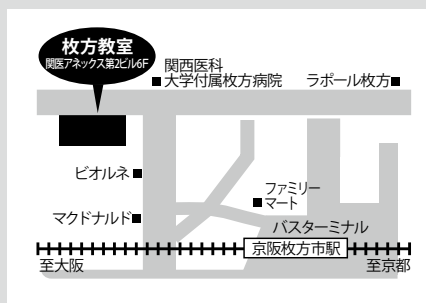 枚方教室
関医アネックス第2ビル6F
関西医科
大学付属枚方病院
ラポール枚方
ビオルネ
ファミリー
マート
マクドナルド
バスターミナル
京阪枚方市駅
至大阪
至京都